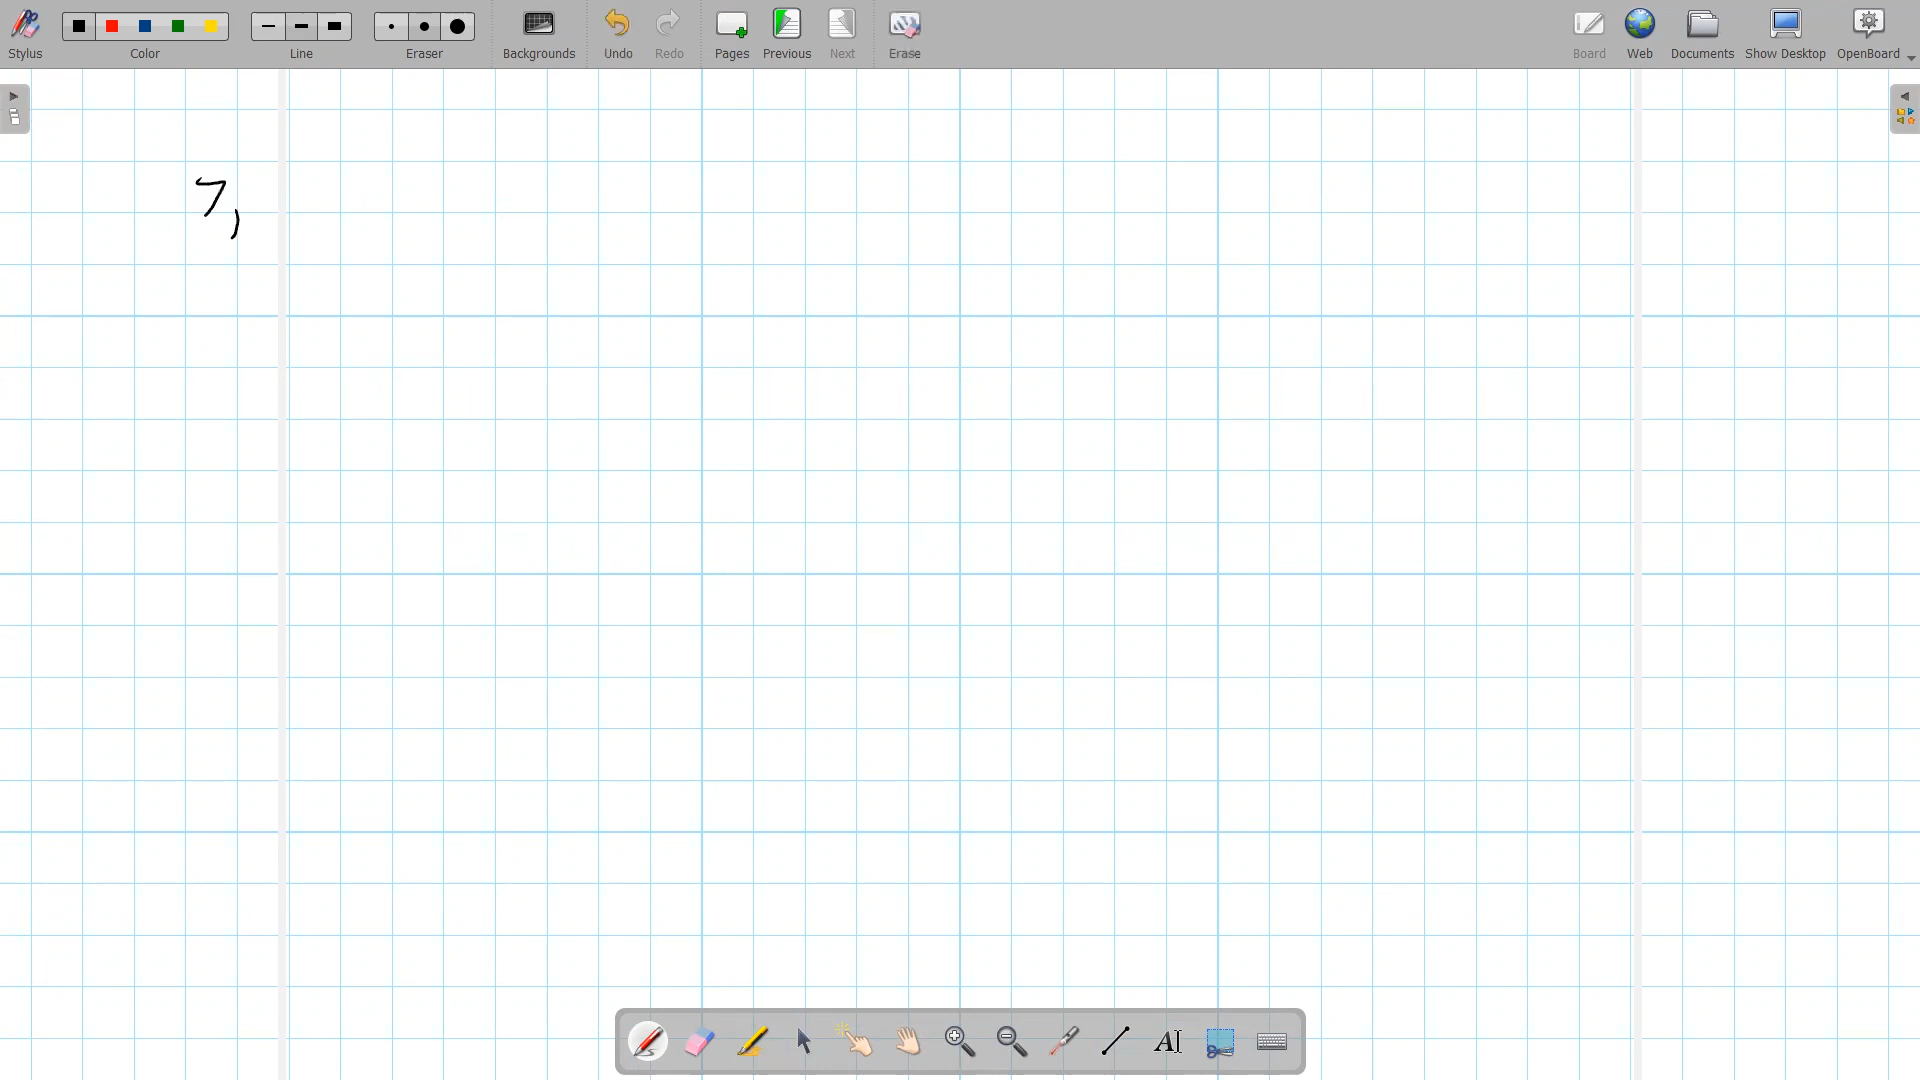 Stylus Color Line Eraser Backgrounds Undo Redo Pages Previous Next Erase Board Web Documents Show Desktop OpenBoard
7,
A